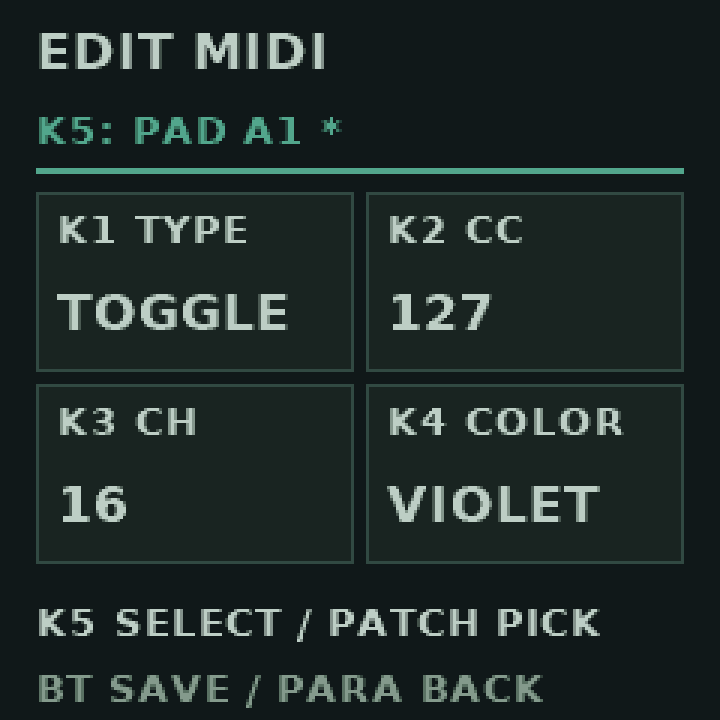 EDIT MIDI
K5: PAD A1 *
K1 TYPE
TOGGLE
K2 CC
127
K3 CH
16
K4 COLOR
VIOLET
K5 SELECT / PATCH PICK
BT SAVE / PARA BACK